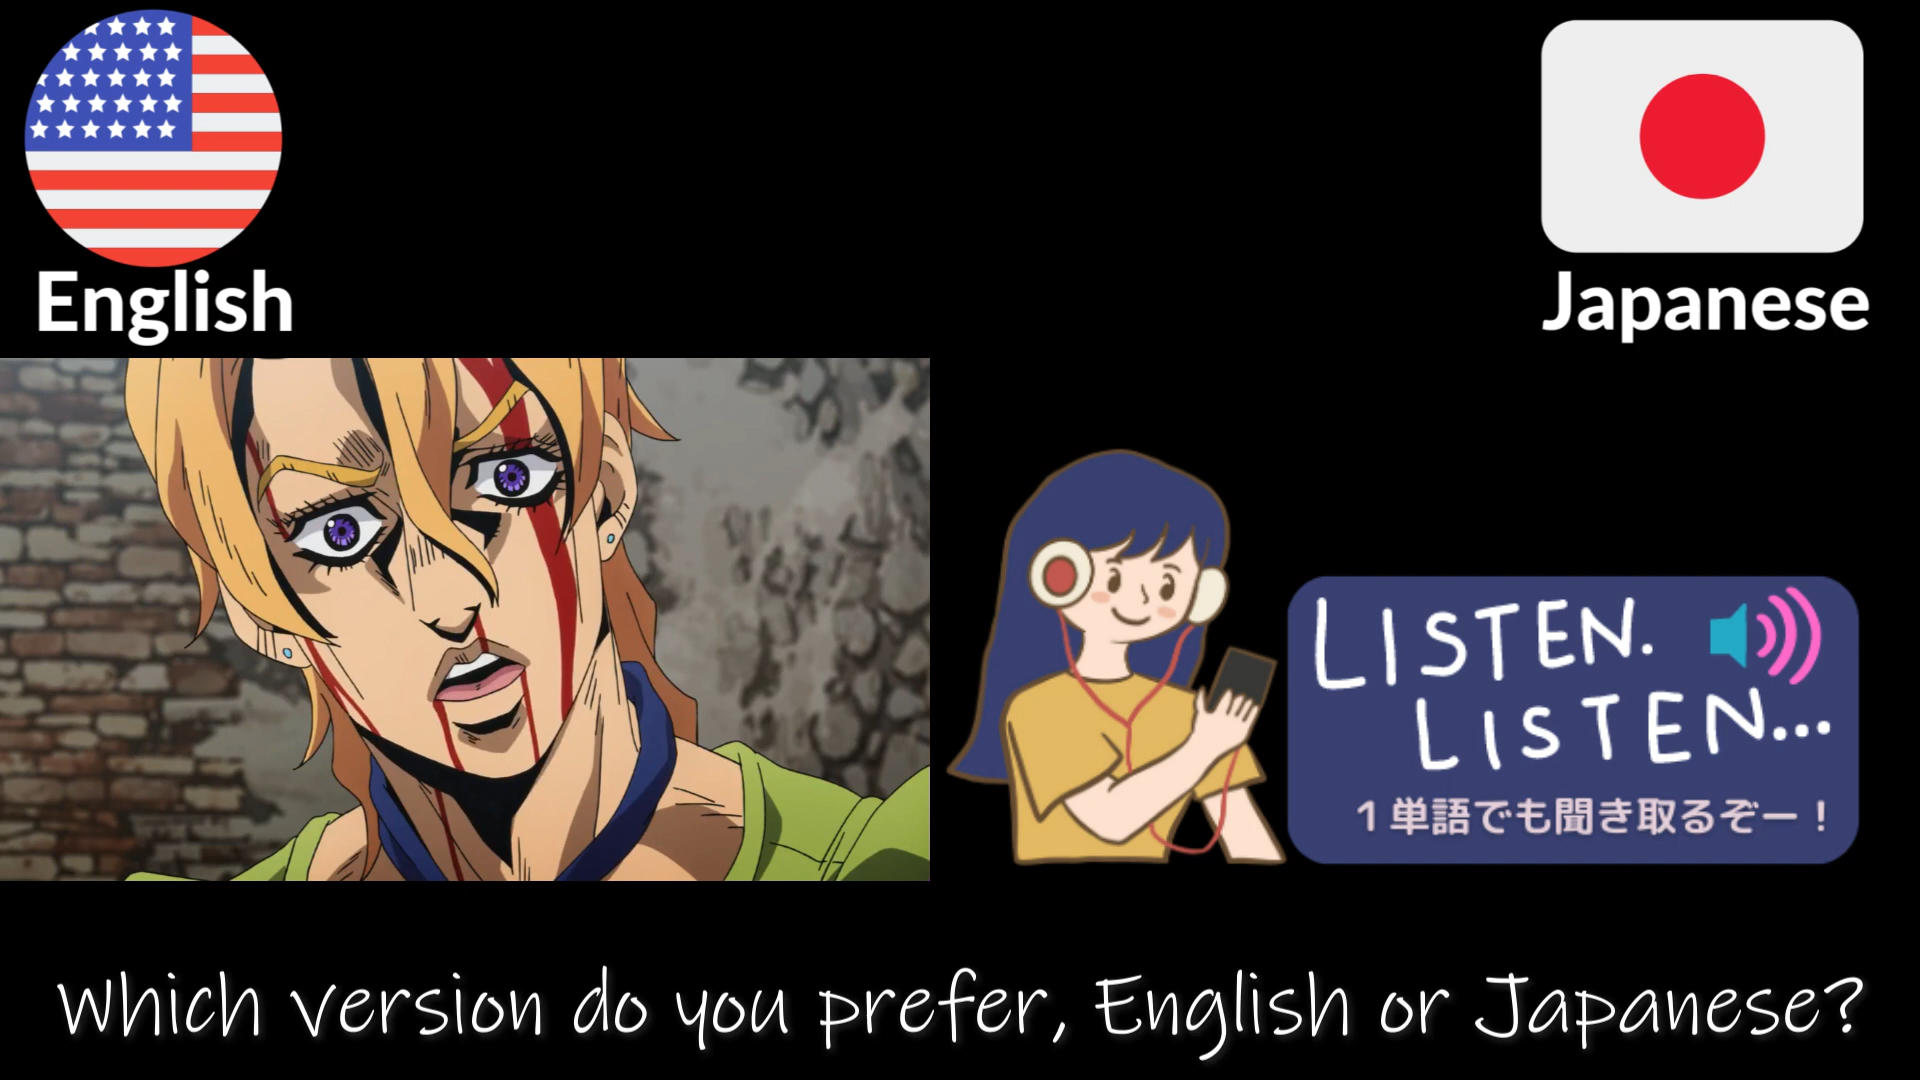 English
Japanese
LISTEN.
LISTEN...
1単語でも聞き取るぞー！
Which version do you prefer, English or Japanese?